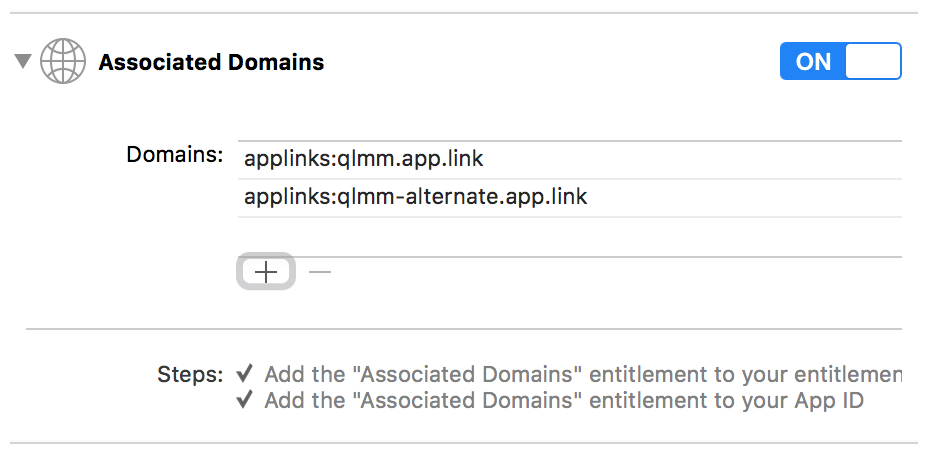 Associated Domains
ON
Domains:
applinks:qlmm.app.link
applinks:qlmm-alternate.app.link
Steps: ✓ Add the "Associated Domains" entitlement to your entitlemen
✓ Add the "Associated Domains" entitlement to your App ID